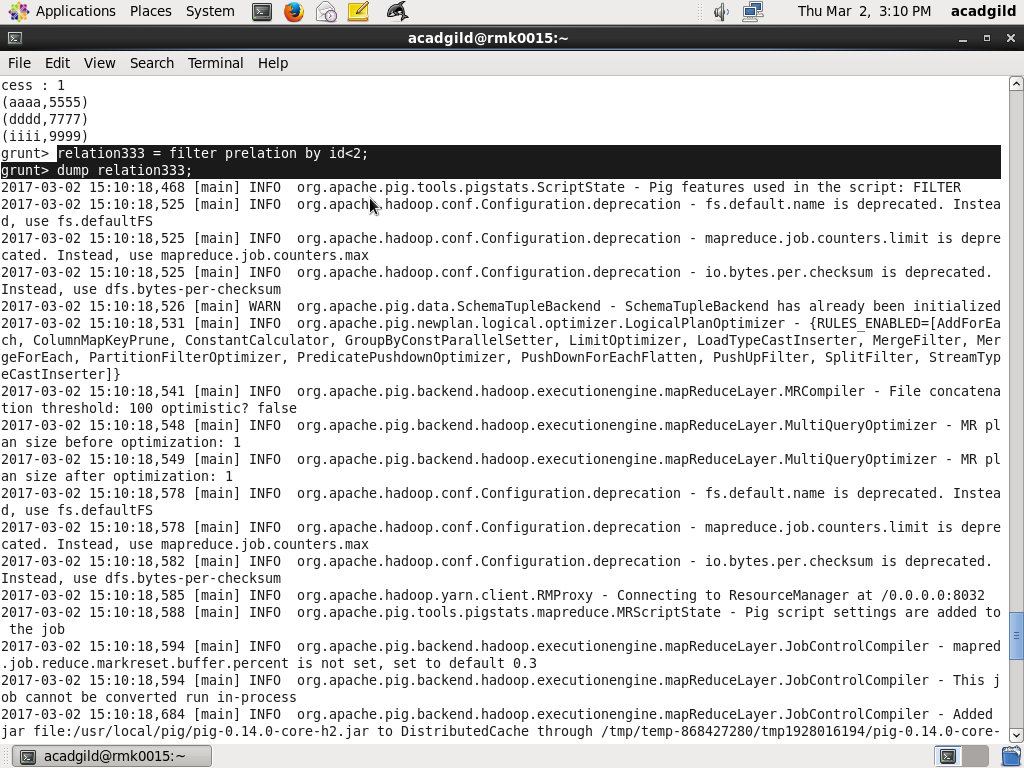 Applications Places System Thu Mar 2, 3:10 PM acadgild
acadgild@rmk0015:~
File Edit View Search Terminal Help
cess : 1
(aaaa,5555)
(dddd,7777)
(iiii,9999)
grunt> relation333 = filter prelation by id<2;
grunt> dump relation333;
2017-03-02 15:10:18,468 [main] INFO  org.apache.pig.tools.pigstats.ScriptState - Pig features used in the script: FILTER
2017-03-02 15:10:18,525 [main] INFO  org.apache.hadoop.conf.Configuration.deprecation - fs.default.name is deprecated. Instea
d, use fs.defaultFS
2017-03-02 15:10:18,525 [main] INFO  org.apache.hadoop.conf.Configuration.deprecation - mapreduce.job.counters.limit is depre
cated. Instead, use mapreduce.job.counters.max
2017-03-02 15:10:18,525 [main] INFO  org.apache.hadoop.conf.Configuration.deprecation - io.bytes.per.checksum is deprecated.
Instead, use dfs.bytes-per-checksum
2017-03-02 15:10:18,526 [main] WARN  org.apache.pig.data.SchemaTupleBackend - SchemaTupleBackend has already been initialized
2017-03-02 15:10:18,531 [main] INFO  org.apache.pig.newplan.logical.optimizer.LogicalPlanOptimizer - {RULES_ENABLED=[AddForEa
ch, ColumnMapKeyPrune, ConstantCalculator, GroupByConstParallelSetter, LimitOptimizer, LoadTypeCastInserter, MergeFilter, Mer
geForEach, PartitionFilterOptimizer, PredicatePushdownOptimizer, PushDownForEachFlatten, PushUpFilter, SplitFilter, StreamTyp
eCastInserter]}
2017-03-02 15:10:18,541 [main] INFO  org.apache.pig.backend.hadoop.executionengine.mapReduceLayer.MRCompiler - File concatena
tion threshold: 100 optimistic? false
2017-03-02 15:10:18,548 [main] INFO  org.apache.pig.backend.hadoop.executionengine.mapReduceLayer.MultiQueryOptimizer - MR pl
an size before optimization: 1
2017-03-02 15:10:18,549 [main] INFO  org.apache.pig.backend.hadoop.executionengine.mapReduceLayer.MultiQueryOptimizer - MR pl
an size after optimization: 1
2017-03-02 15:10:18,578 [main] INFO  org.apache.hadoop.conf.Configuration.deprecation - fs.default.name is deprecated. Instea
d, use fs.defaultFS
2017-03-02 15:10:18,578 [main] INFO  org.apache.hadoop.conf.Configuration.deprecation - mapreduce.job.counters.limit is depre
cated. Instead, use mapreduce.job.counters.max
2017-03-02 15:10:18,582 [main] INFO  org.apache.hadoop.conf.Configuration.deprecation - io.bytes.per.checksum is deprecated.
Instead, use dfs.bytes-per-checksum
2017-03-02 15:10:18,585 [main] INFO  org.apache.hadoop.yarn.client.RMProxy - Connecting to ResourceManager at /0.0.0.0:8032
2017-03-02 15:10:18,588 [main] INFO  org.apache.pig.tools.pigstats.mapreduce.MRScriptState - Pig script settings are added to
 the job
2017-03-02 15:10:18,594 [main] INFO  org.apache.pig.backend.hadoop.executionengine.mapReduceLayer.JobControlCompiler - mapred
.job.reduce.markreset.buffer.percent is not set, set to default 0.3
2017-03-02 15:10:18,594 [main] INFO  org.apache.pig.backend.hadoop.executionengine.mapReduceLayer.JobControlCompiler - This j
ob cannot be converted run in-process
2017-03-02 15:10:18,684 [main] INFO  org.apache.pig.backend.hadoop.executionengine.mapReduceLayer.JobControlCompiler - Added
jar file:/usr/local/pig/pig-0.14.0-core-h2.jar to DistributedCache through /tmp/temp-868427280/tmp1928016194/pig-0.14.0-core-
acadgild@rmk0015:~